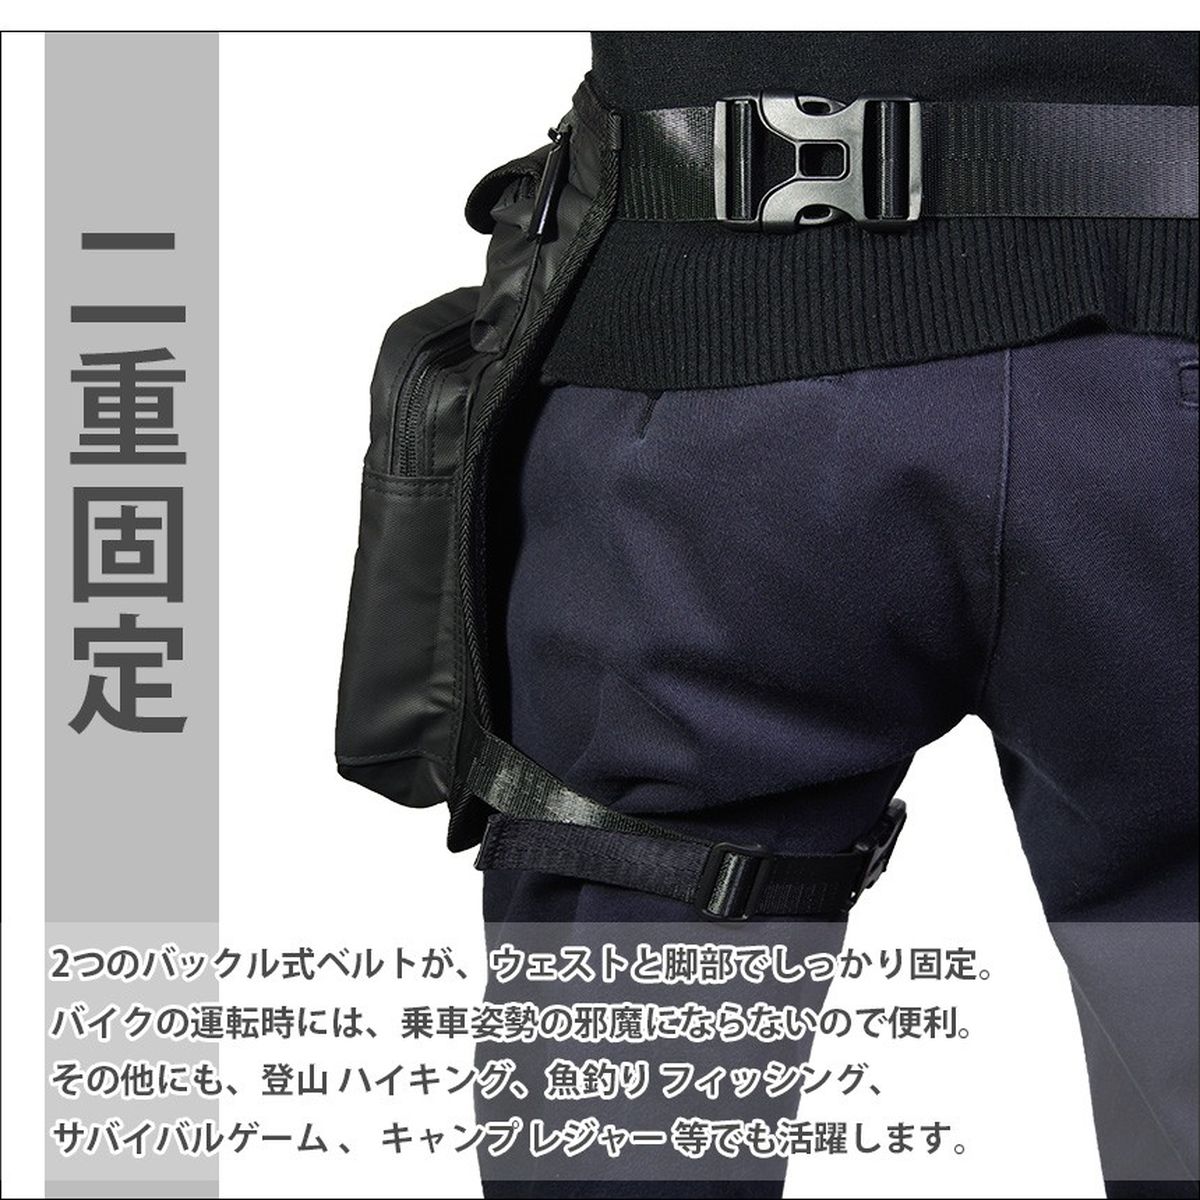 二重固定
2つのバックル式ベルトが、ウェストと脚部でしっかり固定。
バイクの運転時には、乗車姿勢の邪魔にならないので便利。
その他にも、登山 ハイキング、魚釣り フィッシング、
サバイバルゲーム 、 キャンプ レジャー 等でも活躍します。